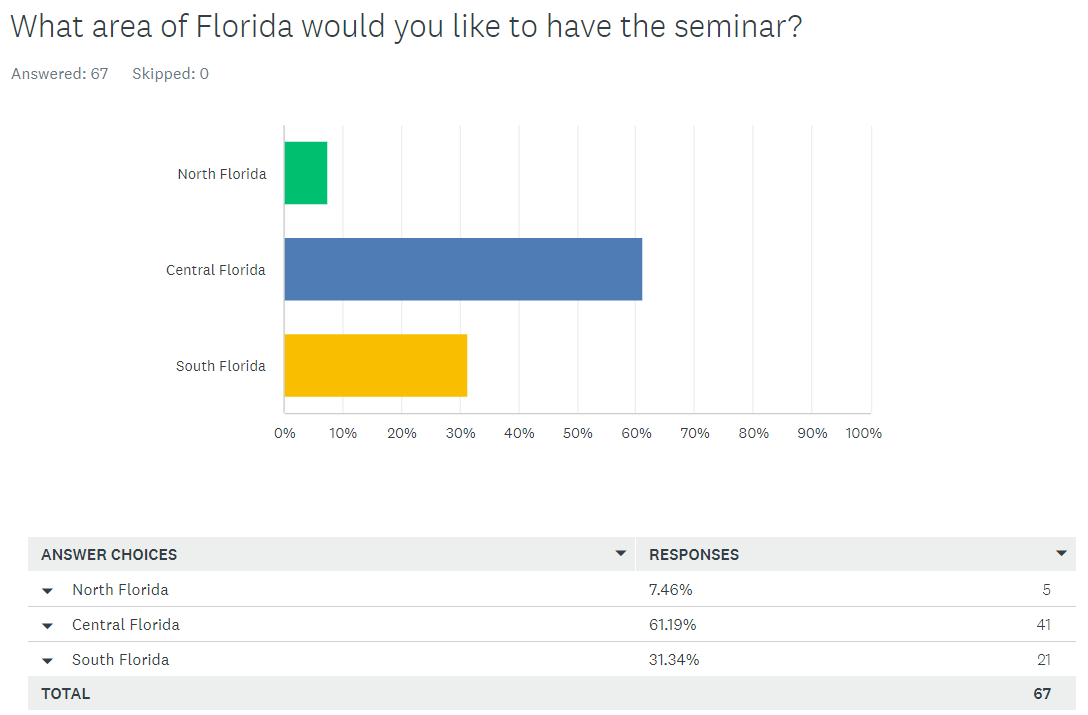 What area of Florida would you like to have the seminar?
Answered: 67 Skipped: 0
North Florida
Central Florida
South Florida
0% 10% 20% 30% 40% 50% 60% 70% 80% 90% 100%
ANSWER CHOICES RESPONSES
North Florida 7.46% 5
Central Florida 61.19% 41
South Florida 31.34% 21
TOTAL 67